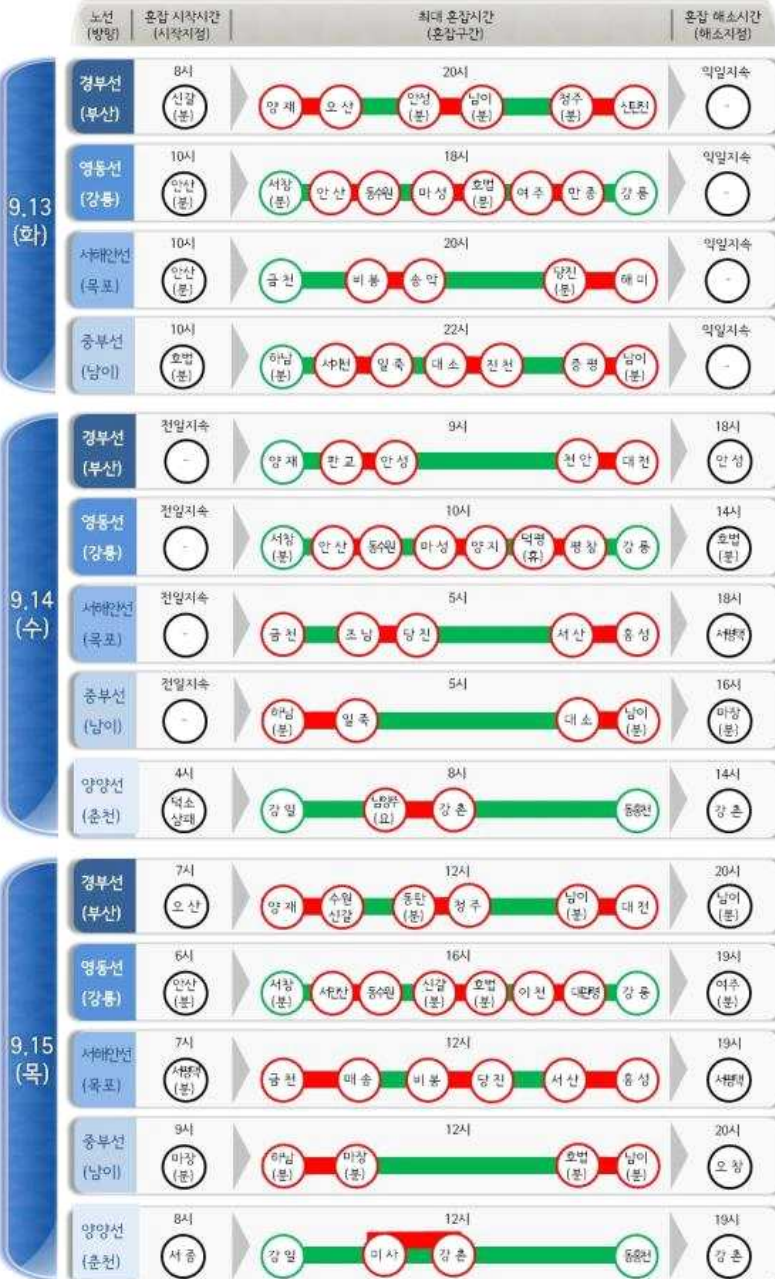 노선 혼잡 시작시간 최대 혼잡시간 혼잡 해소시간
(방향) (시작지점) (혼잡구간) (해소지점)
9.13
(화)
경부선
(부산)
8시 20시 익일지속
신갈
(분)
양재 오산 안성
(분) 남이
(분) 청주
(분) 신탄진
-
영동선
(강릉)
10시 18시 익일지속
안산
(분)
서창
(분) 안산 동수원 마성 호법
(분) 여주 만종 강릉
-
서해안선
(목포)
10시 20시 익일지속
안산
(분)
금천 비봉 송악 당진
(분) 해미
-
중부선
(남이)
10시 22시 익일지속
호법
(분)
하남
(분) 서이천 일죽 대소 진천 증평 남이
(분)
-
9.14
(수)
경부선
(부산)
전일지속 9시 18시
-
양재 판교 안성 천안 대전
안성
영동선
(강릉)
전일지속 10시 14시
-
서창
(분) 안산 동수원 마성 양지 덕평
(휴) 평창 강릉
호법
(분)
서해안선
(목포)
전일지속 5시 18시
-
금천 조남 당진 서산 홍성
서평택
중부선
(남이)
전일지속 5시 16시
-
하남
(분) 일죽 대소 남이
(분)
마장
(분)
양양선
(춘천)
4시 8시 14시
덕소
삼패
강일 남양주
(요) 강촌 동홍천
강촌
9.15
(목)
경부선
(부산)
7시 12시 20시
오산
양재 수원
신갈 동탄
(분) 청주 남이
(분) 대전
남이
(분)
영동선
(강릉)
6시 16시 19시
안산
(분)
서창
(분) 서안산 동수원 신갈
(분) 호법
(분) 이천 대관령 강릉
여주
(분)
서해안선
(목포)
7시 12시 19시
서평택
(분)
금천 매송 비봉 당진 서산 홍성
서평택
중부선
(남이)
9시 12시 20시
마장
(분)
하남
(분) 마장
(분) 호법
(분) 남이
(분)
오창
양양선
(춘천)
8시 12시 19시
서종
강일 미사 강촌 동홍천
강촌